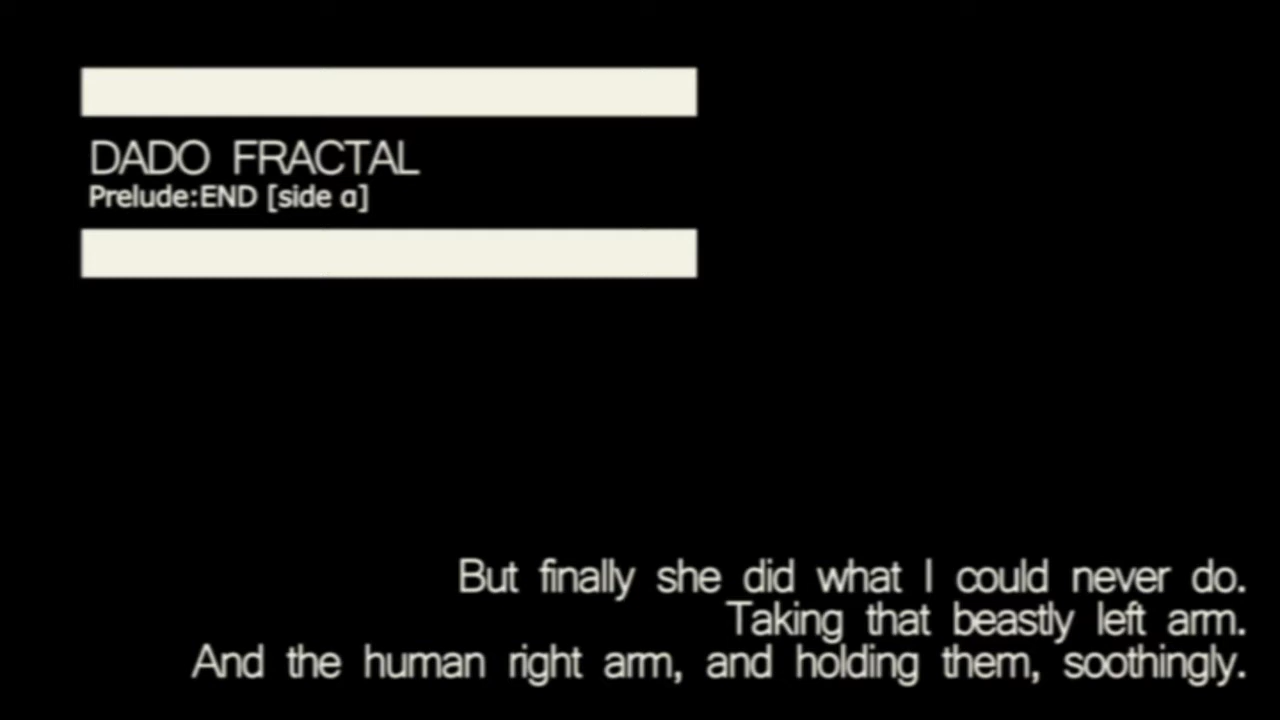 DADO FRACTAL
Prelude:END [side a]
But finally she did what I could never do.
Taking that beastly left arm.
And the human right arm, and holding them, soothingly.